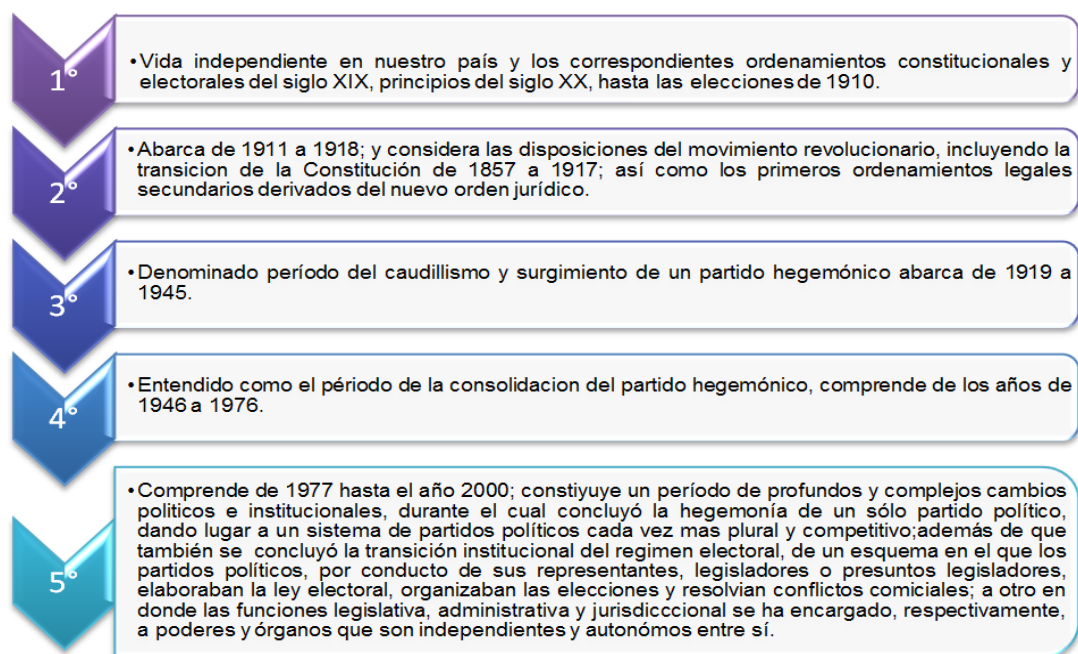 1°
•Vida independiente en nuestro país y los correspondientes ordenamientos constitucionales y
electorales del siglo XIX, principios del siglo XX, hasta las elecciones de 1910.
2°
•Abarca de 1911 a 1918; y considera las disposiciones del movimiento revolucionario, incluyendo la
transicion de la Constitución de 1857 a 1917; así como los primeros ordenamientos legales
secundarios derivados del nuevo orden jurídico.
3°
•Denominado período del caudillismo y surgimiento de un partido hegemónico abarca de 1919 a
1945.
4°
•Entendido como el périodo de la consolidacion del partido hegemónico, comprende de los años de
1946 a 1976.
5°
•Comprende de 1977 hasta el año 2000; constiyuye un período de profundos y complejos cambios
politicos e institucionales, durante el cual concluyó la hegemonía de un sólo partido político,
dando lugar a un sistema de partidos políticos cada vez mas plural y competitivo;además de que
también se concluyó la transición institucional del regimen electoral, de un esquema en el que los
partidos políticos, por conducto de sus representantes, legisladores o presuntos legisladores,
elaboraban la ley electoral, organizaban las elecciones y resolvian conflictos comiciales; a otro en
donde las funciones legislativa, administrativa y jurisdicccional se ha encargado, respectivamente,
a poderes y órganos que son independientes y autonómos entre sí.